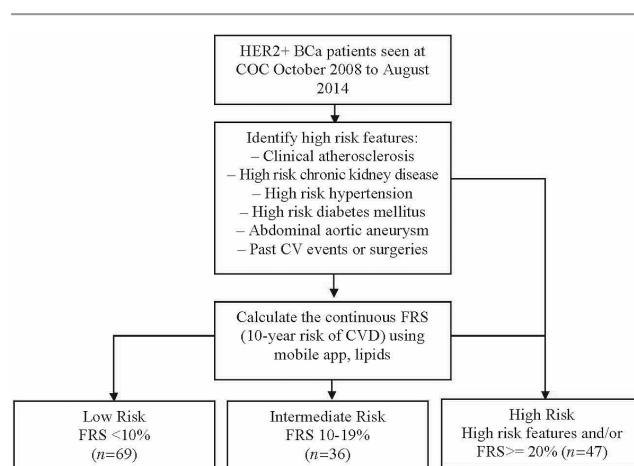 HER2+ BCa patients seen at
COC October 2008 to August
2014
Identify high risk features:
– Clinical atherosclerosis
– High risk chronic kidney disease
– High risk hypertension
– High risk diabetes mellitus
– Abdominal aortic aneurysm
– Past CV events or surgeries
Calculate the continuous FRS
(10-year risk of CVD) using
mobile app, lipids
Low Risk
FRS <10%
(n=69)
Intermediate Risk
FRS 10-19%
(n=36)
High Risk
High risk features and/or
FRS>= 20% (n=47)